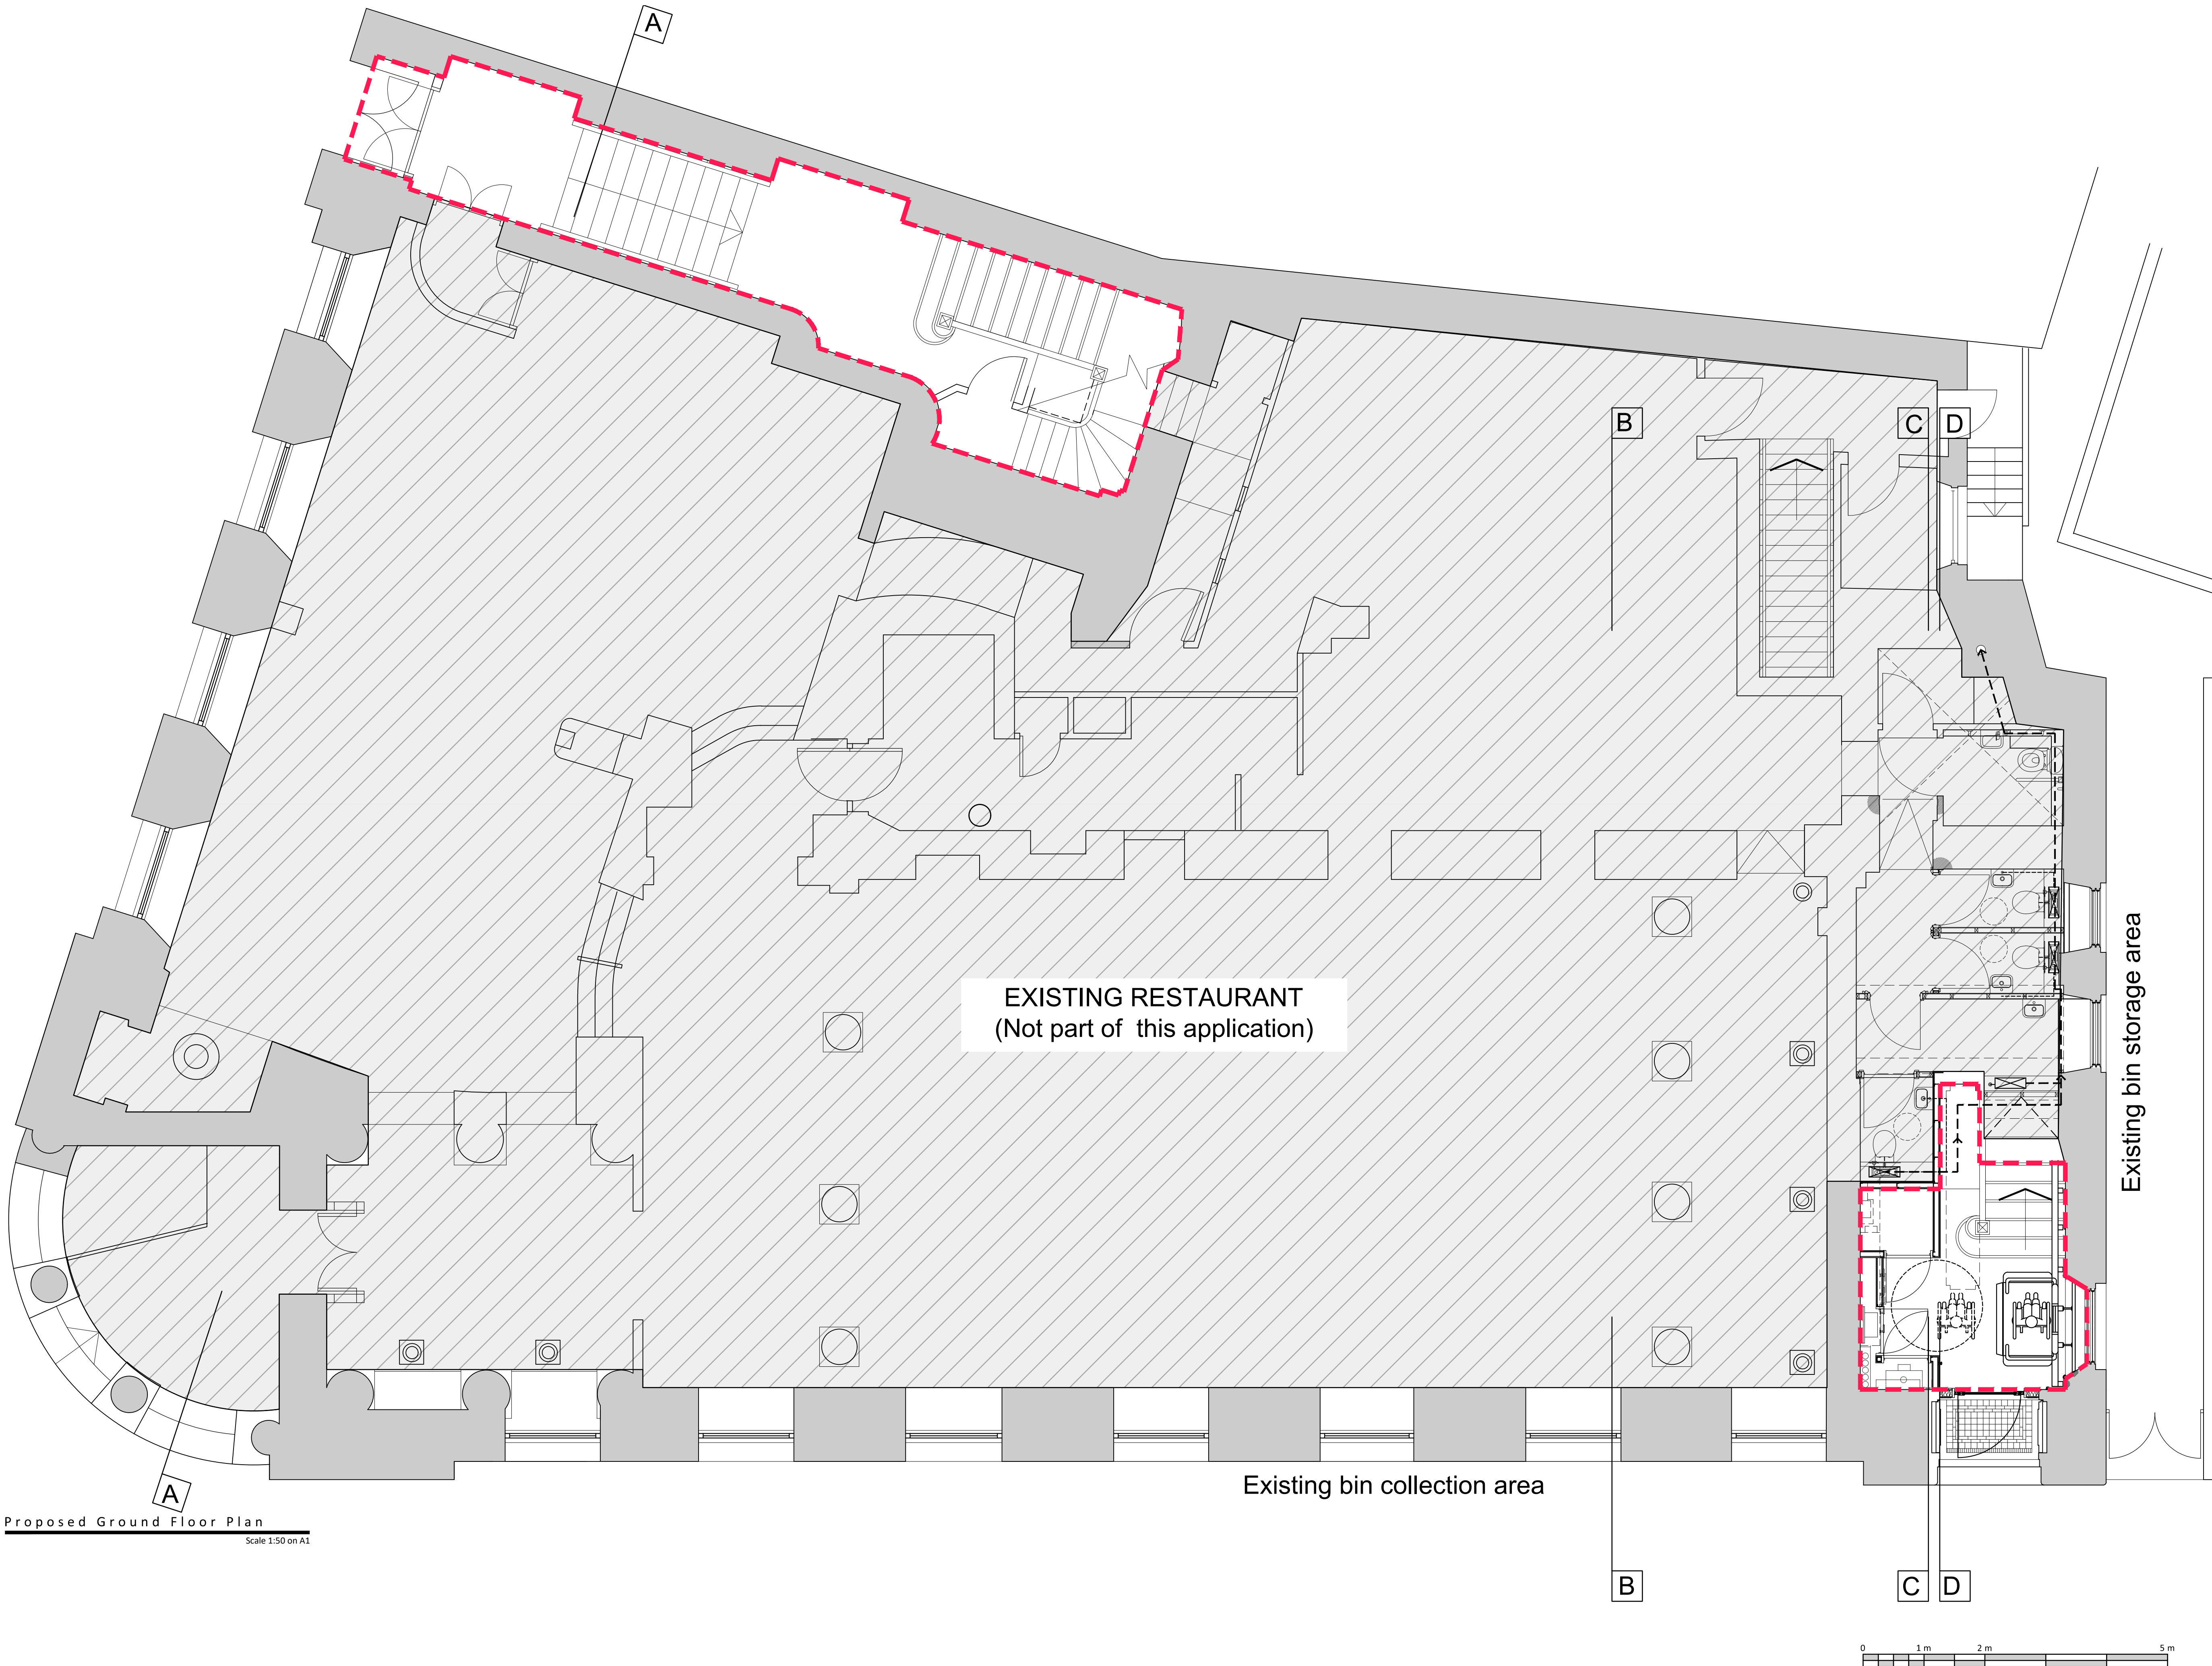 A
B
C
D
EXISTING RESTAURANT
(Not part of this application)
Existing bin storage area
Existing bin collection area
A
Proposed Ground Floor Plan
Scale 1:50 on A1
B
C
D
0 1 m 2 m 5 m